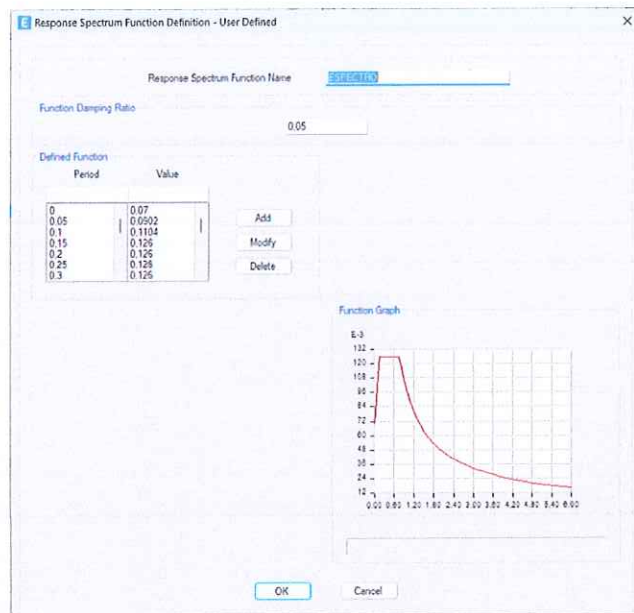 E Response Spectrum Function Definition - User Defined
Response Spectrum Function Name
ESPECTRO
Function Damping Ratio
0.05
Defined Function
Period Value
0 0.07
0.05 0.0902
0.1 0.1104
0.15 0.126
0.2 0.126
0.25 0.126
0.3 0.126
Add
Modify
Delete
Function Graph
E-3
132
120
108
96
84
72
60
48
36
24
12
0.00 0.60 1.20 1.80 2.40 3.00 3.60 4.20 4.80 5.40 6.00
OK Cancel